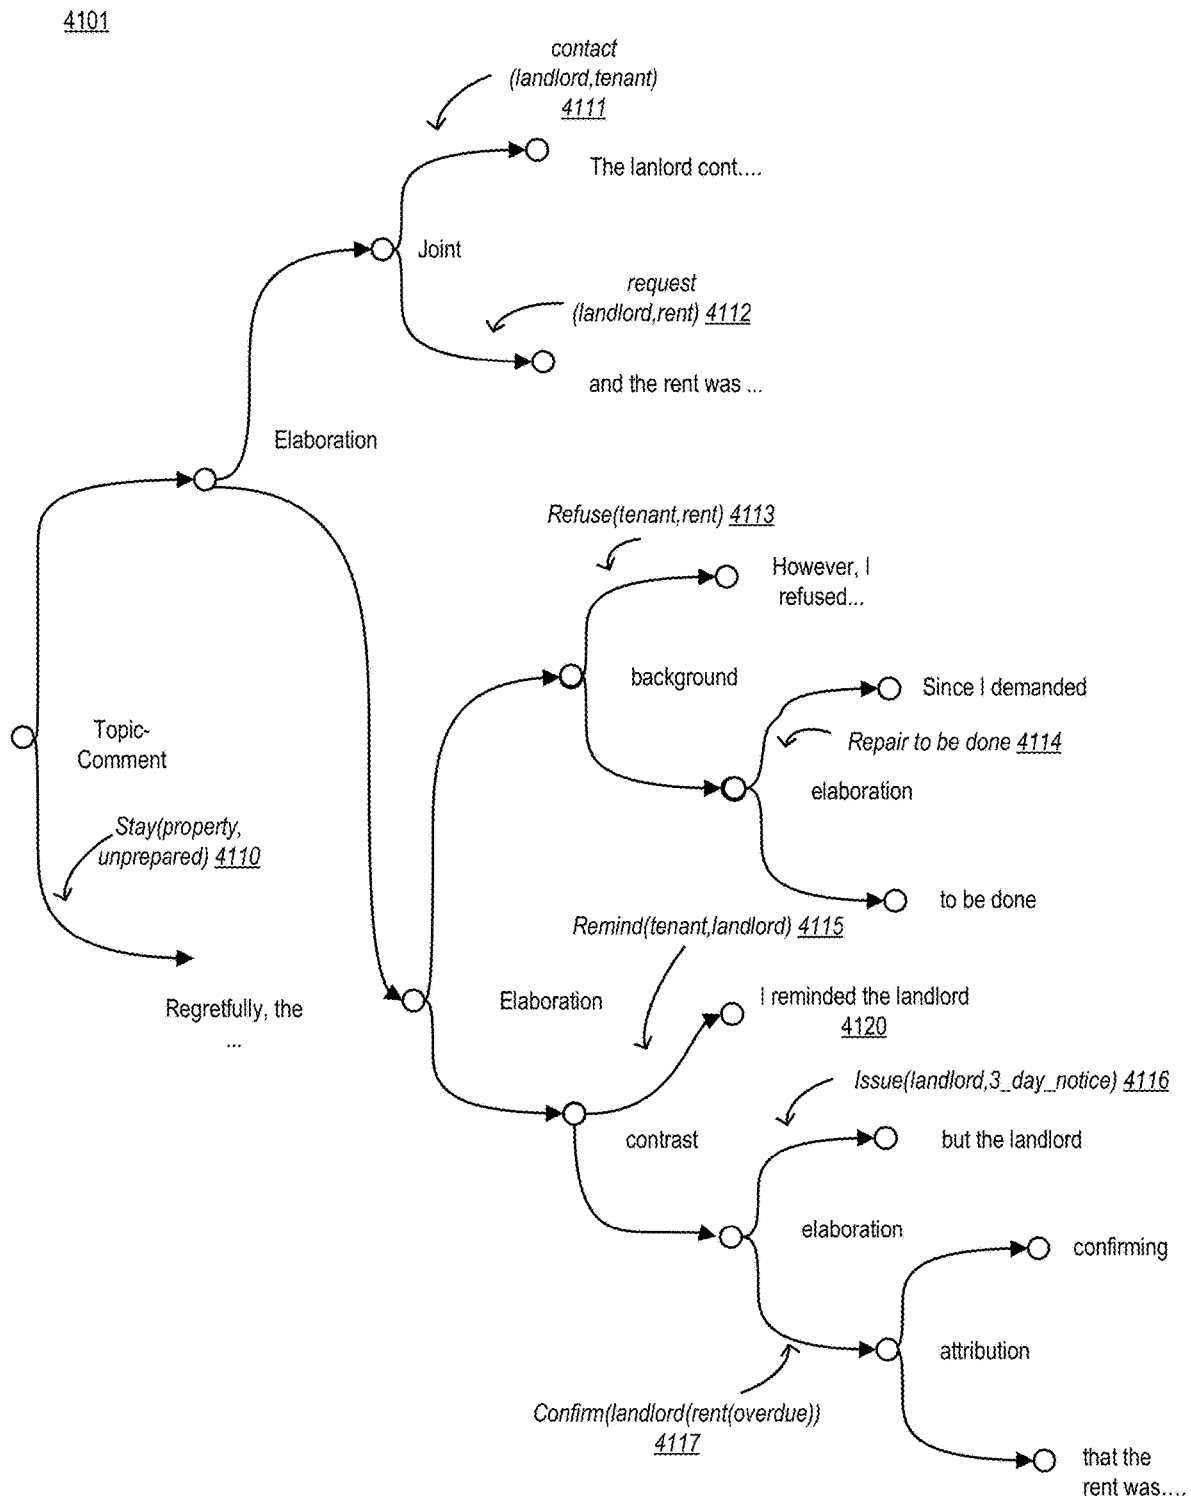 4101
contact
(landlord,tenant)
4111
The lanlord cont....
Joint
request
(landlord,rent) 4112
and the rent was ...
Elaboration
Refuse(tenant,rent) 4113
However, I
refused...
background
Since I demanded
Repair to be done 4114
elaboration
to be done
Topic-
Comment
Stay(property,
unprepared) 4110
Regretfully, the
...
Remind(tenant,landlord) 4115
Elaboration
I reminded the landlord
4120
Issue(landlord,3_day_notice) 4116
contrast
but the landlord
elaboration
confirming
attribution
Confirm(landlord(rent(overdue))
4117
that the
rent was....